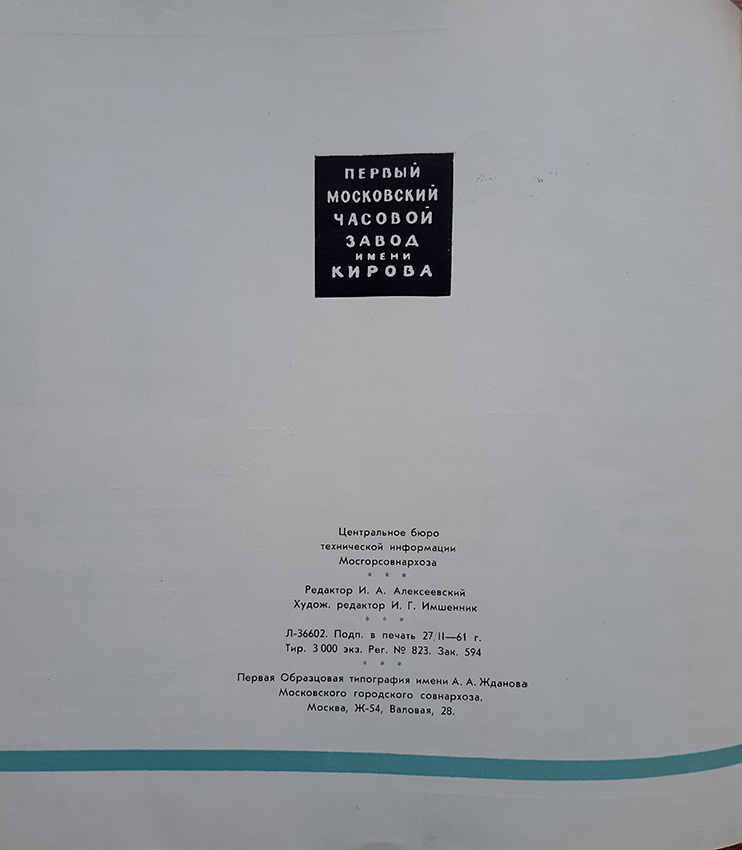 ПЕРВЫЙ
МОСКОВСКИЙ
ЧАСОВОЙ
ЗАВОД
ИМЕНИ
КИРОВА
Центральное бюро
технической информации
Мосгорсовнархоза
* * *
Редактор И. А. Алексеевский
Худож. редактор И. Г. Имшенник
* * *
Л-36602. Подп. в печать 27/II—61 г.
Тир. 3 000 экз. Рег. № 823. Зак. 594
* * *
Первая Образцовая типография имени А. А. Жданова
Московского городского совнархоза.
Москва, Ж-54, Валовая, 28.